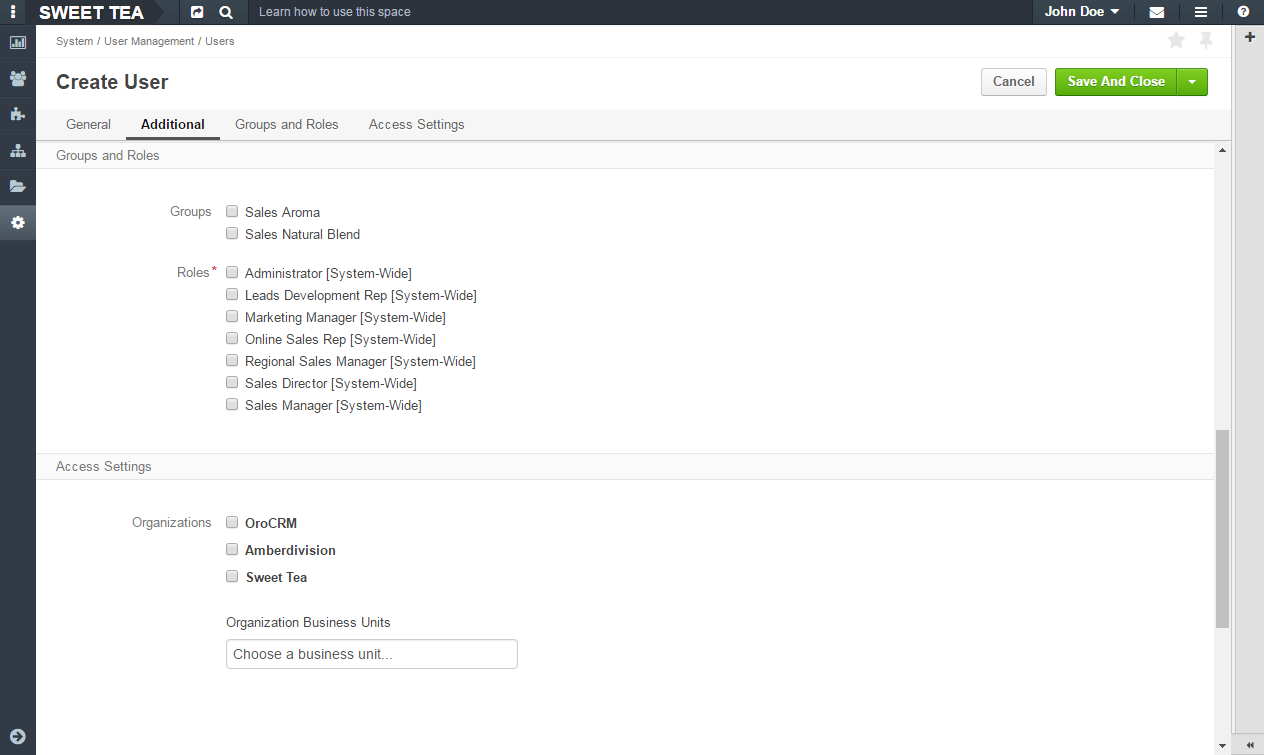 SWEET TEA
Learn how to use this space
John Doe
System / User Management / Users
Create User
Cancel
Save And Close
General
Additional
Groups and Roles
Access Settings
Groups and Roles
Groups
Sales Aroma
Sales Natural Blend
Roles*
Administrator [System-Wide]
Leads Development Rep [System-Wide]
Marketing Manager [System-Wide]
Online Sales Rep [System-Wide]
Regional Sales Manager [System-Wide]
Sales Director [System-Wide]
Sales Manager [System-Wide]
Access Settings
Organizations
OroCRM
Amberdivision
Sweet Tea
Organization Business Units
Choose a business unit...